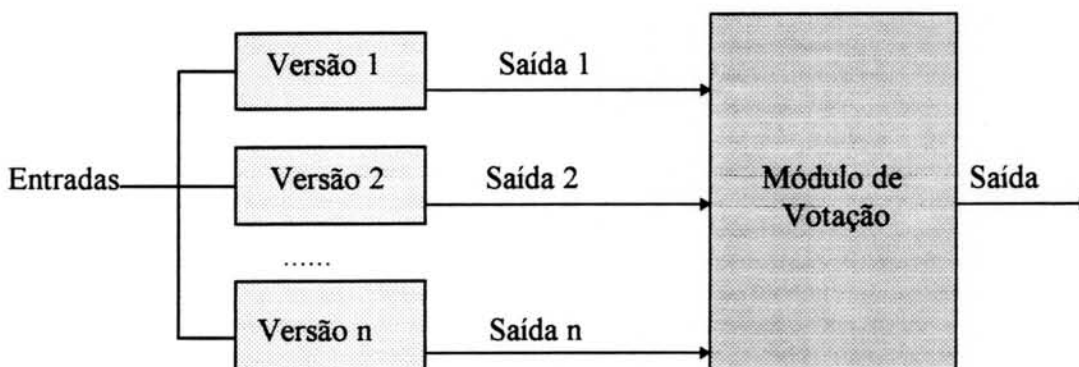 Versão 1
Saída 1
Entradas
Versão 2
Saída 2
Módulo de
Votação
Saída
......
Versão n
Saída n